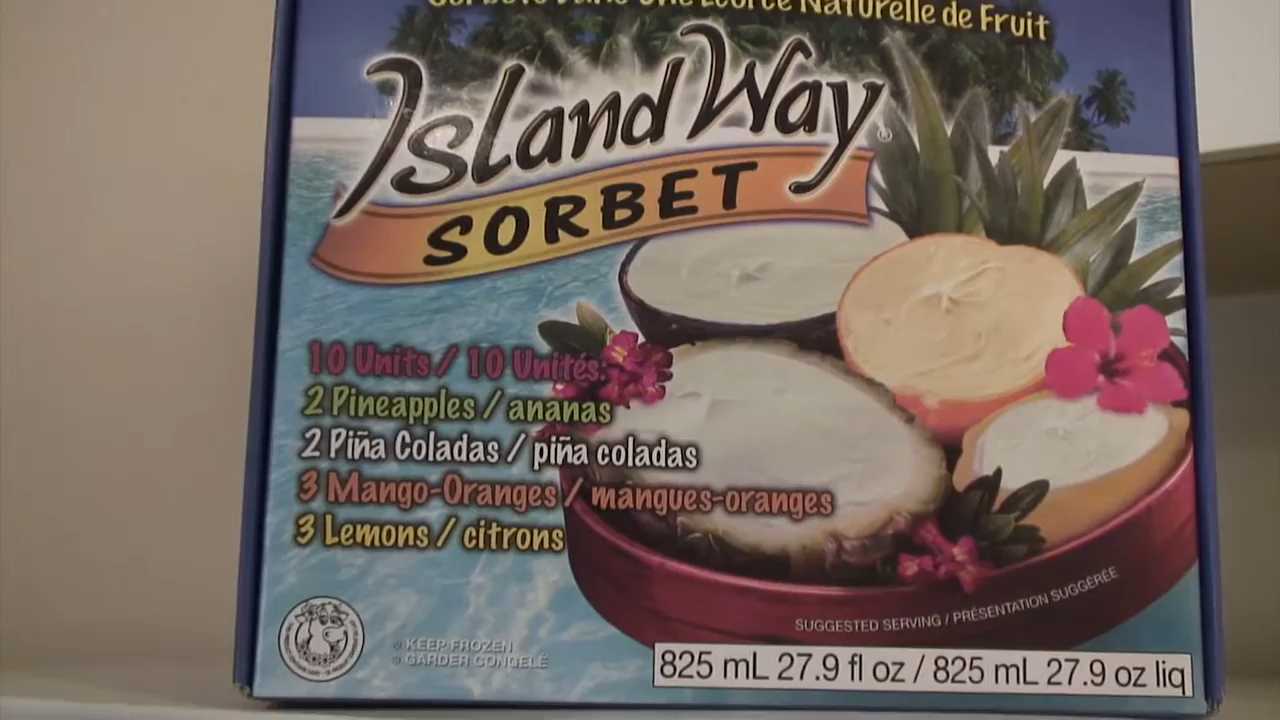 Sorbets dans une Écorce Naturelle de Fruit
Island Way®
SORBET
10 Units / 10 Unités:
2 Pineapples / ananas
2 Piña Coladas / piña coladas
3 Mango-Oranges / mangues-oranges
3 Lemons / citrons
KEEP FROZEN
GARDER CONGELÉ
SUGGESTED SERVING / PRÉSENTATION SUGGÉRÉE
825 mL 27.9 fl oz / 825 mL 27.9 oz liq